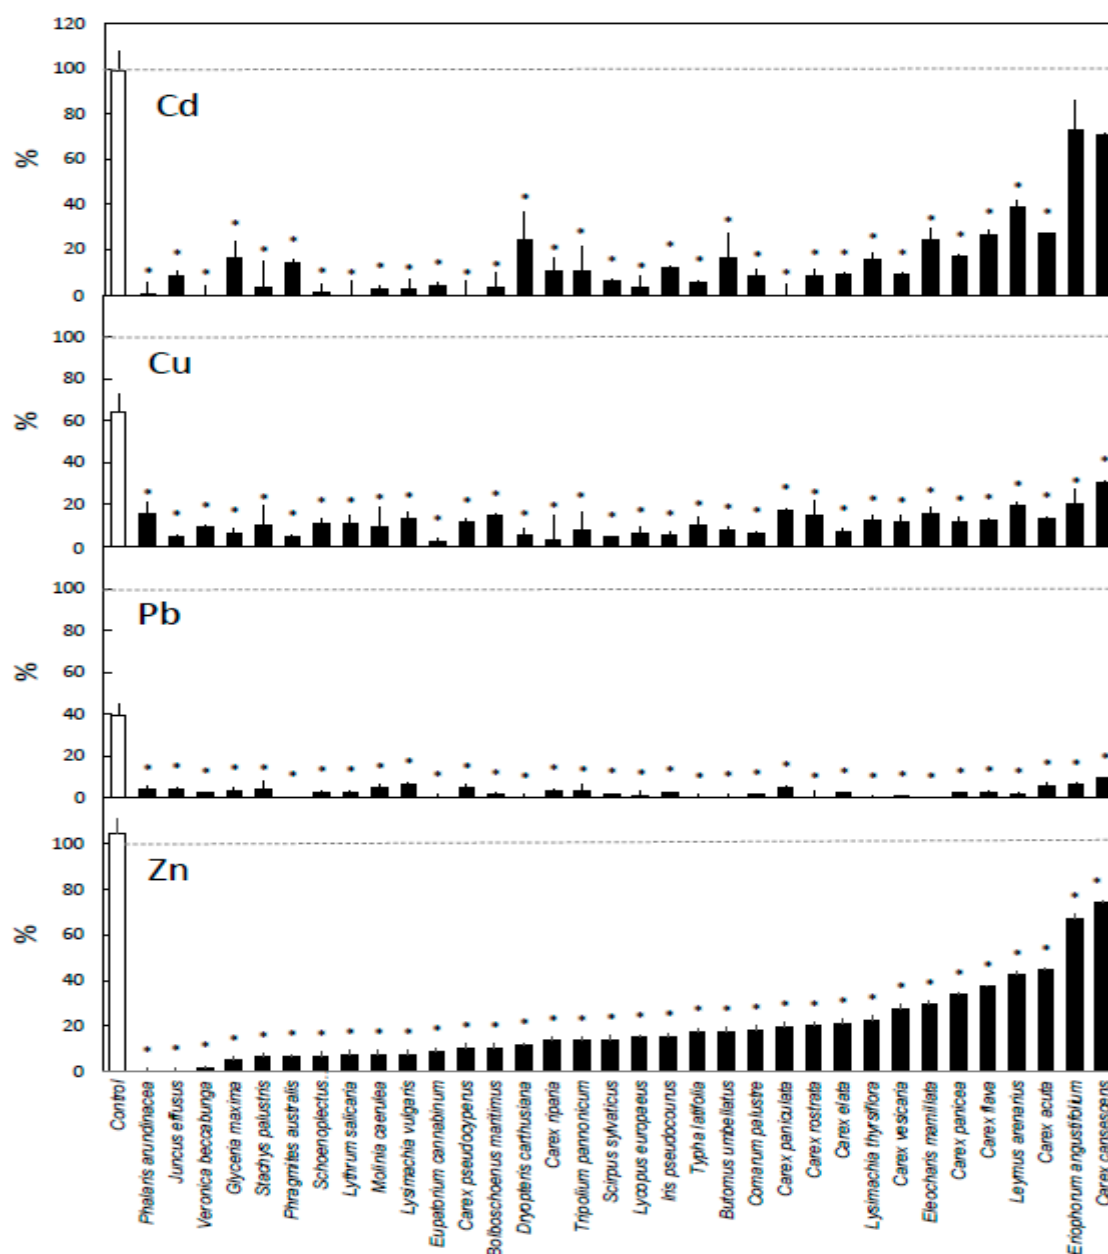 120
100
80
60
40
20
0
%
Cd
100
80
60
40
20
0
%
Cu
100
80
60
40
20
0
%
Pb
100
80
60
40
20
0
%
Zn
Control
Phalaris arundinacea
Juncus effusus
Veronica beccabunga
Glyceria maxima
Stachys palustris
Phragmites australis
Schoenoplectus...
Lythrum salicaria
Molinia caerulea
Lysimachia vulgaris
Eupatorium cannabinum
Carex pseudocyperus
Bolboschoenus maritimus
Dryopteris carthusiana
Carex riparia
Tripolium pannonicum
Scirpus sylvaticus
Lycopus europaeus
Iris pseudocourus
Typha latifolia
Butomus umbellatus
Comarum palustre
Carex paniculata
Carex rostrata
Carex elata
Lysimachia thyrsiflora
Carex vesicaria
Eleocharis mamillata
Carex panicea
Carex flava
Leymus arenarius
Carex acuta
Eriophorum angustifolium
Carex cansescens